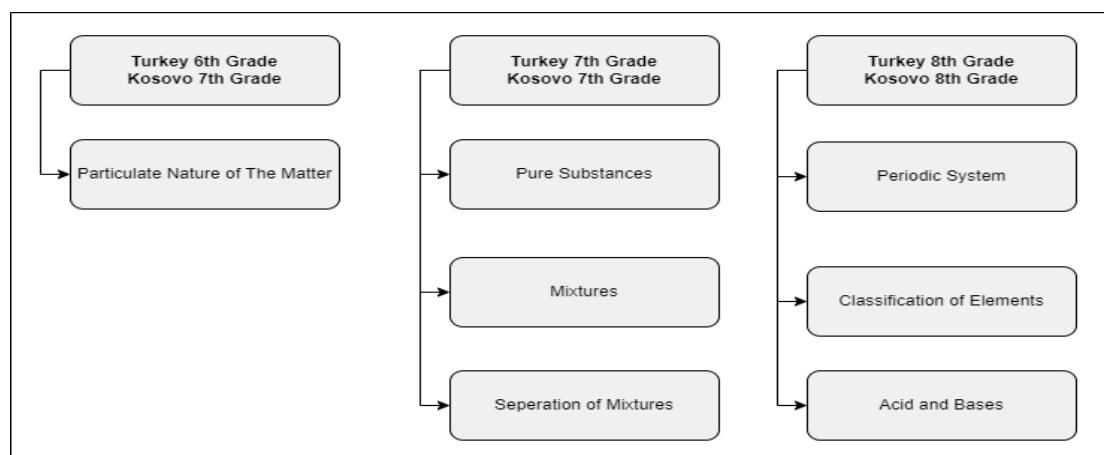 Turkey 6th Grade
Kosovo 7th Grade
Particulate Nature of The Matter
Turkey 7th Grade
Kosovo 7th Grade
Pure Substances
Mixtures
Seperation of Mixtures
Turkey 8th Grade
Kosovo 8th Grade
Periodic System
Classification of Elements
Acid and Bases